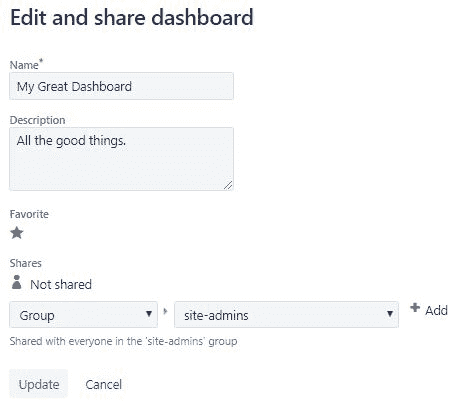 Edit and share dashboard
Name*
My Great Dashboard
Description
All the good things.
Favorite
Shares
Not shared
Group site-admins + Add
Shared with everyone in the 'site-admins' group
Update Cancel